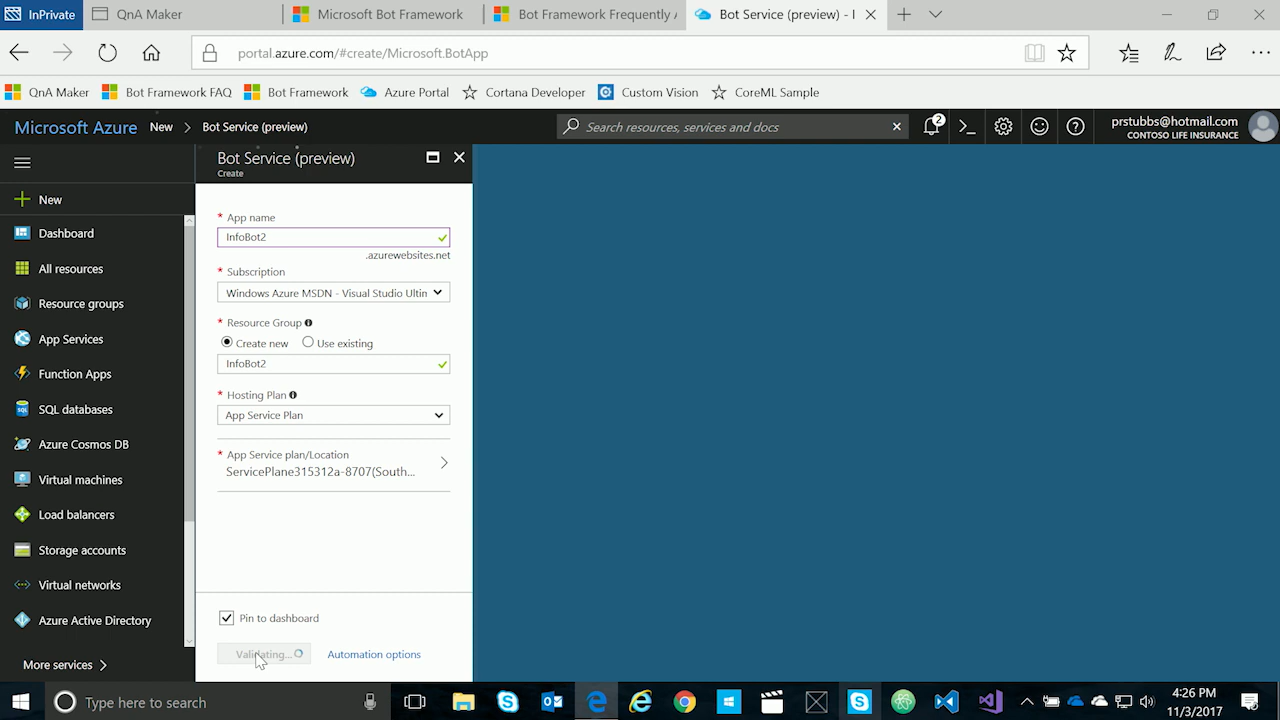 InPrivate
QnA Maker
Microsoft Bot Framework
Bot Framework Frequently A
Bot Service (preview) - I
portal.azure.com/#create/Microsoft.BotApp
QnA Maker
Bot Framework FAQ
Bot Framework
Azure Portal
Cortana Developer
Custom Vision
CoreML Sample
Microsoft Azure
New
Bot Service (preview)
Search resources, services and docs
2
prstubbs@hotmail.com
CONTOSO LIFE INSURANCE
Bot Service (preview)
Create
New
Dashboard
All resources
Resource groups
App Services
Function Apps
SQL databases
Azure Cosmos DB
Virtual machines
Load balancers
Storage accounts
Virtual networks
Azure Active Directory
More services
* App name
InfoBot2
.azurewebsites.net
* Subscription
Windows Azure MSDN - Visual Studio Ultim
* Resource Group
Create new
Use existing
InfoBot2
* Hosting Plan
App Service Plan
* App Service plan/Location
ServicePlane315312a-8707(South...
Pin to dashboard
Validating...
Automation options
Type here to search
4:26 PM
11/3/2017